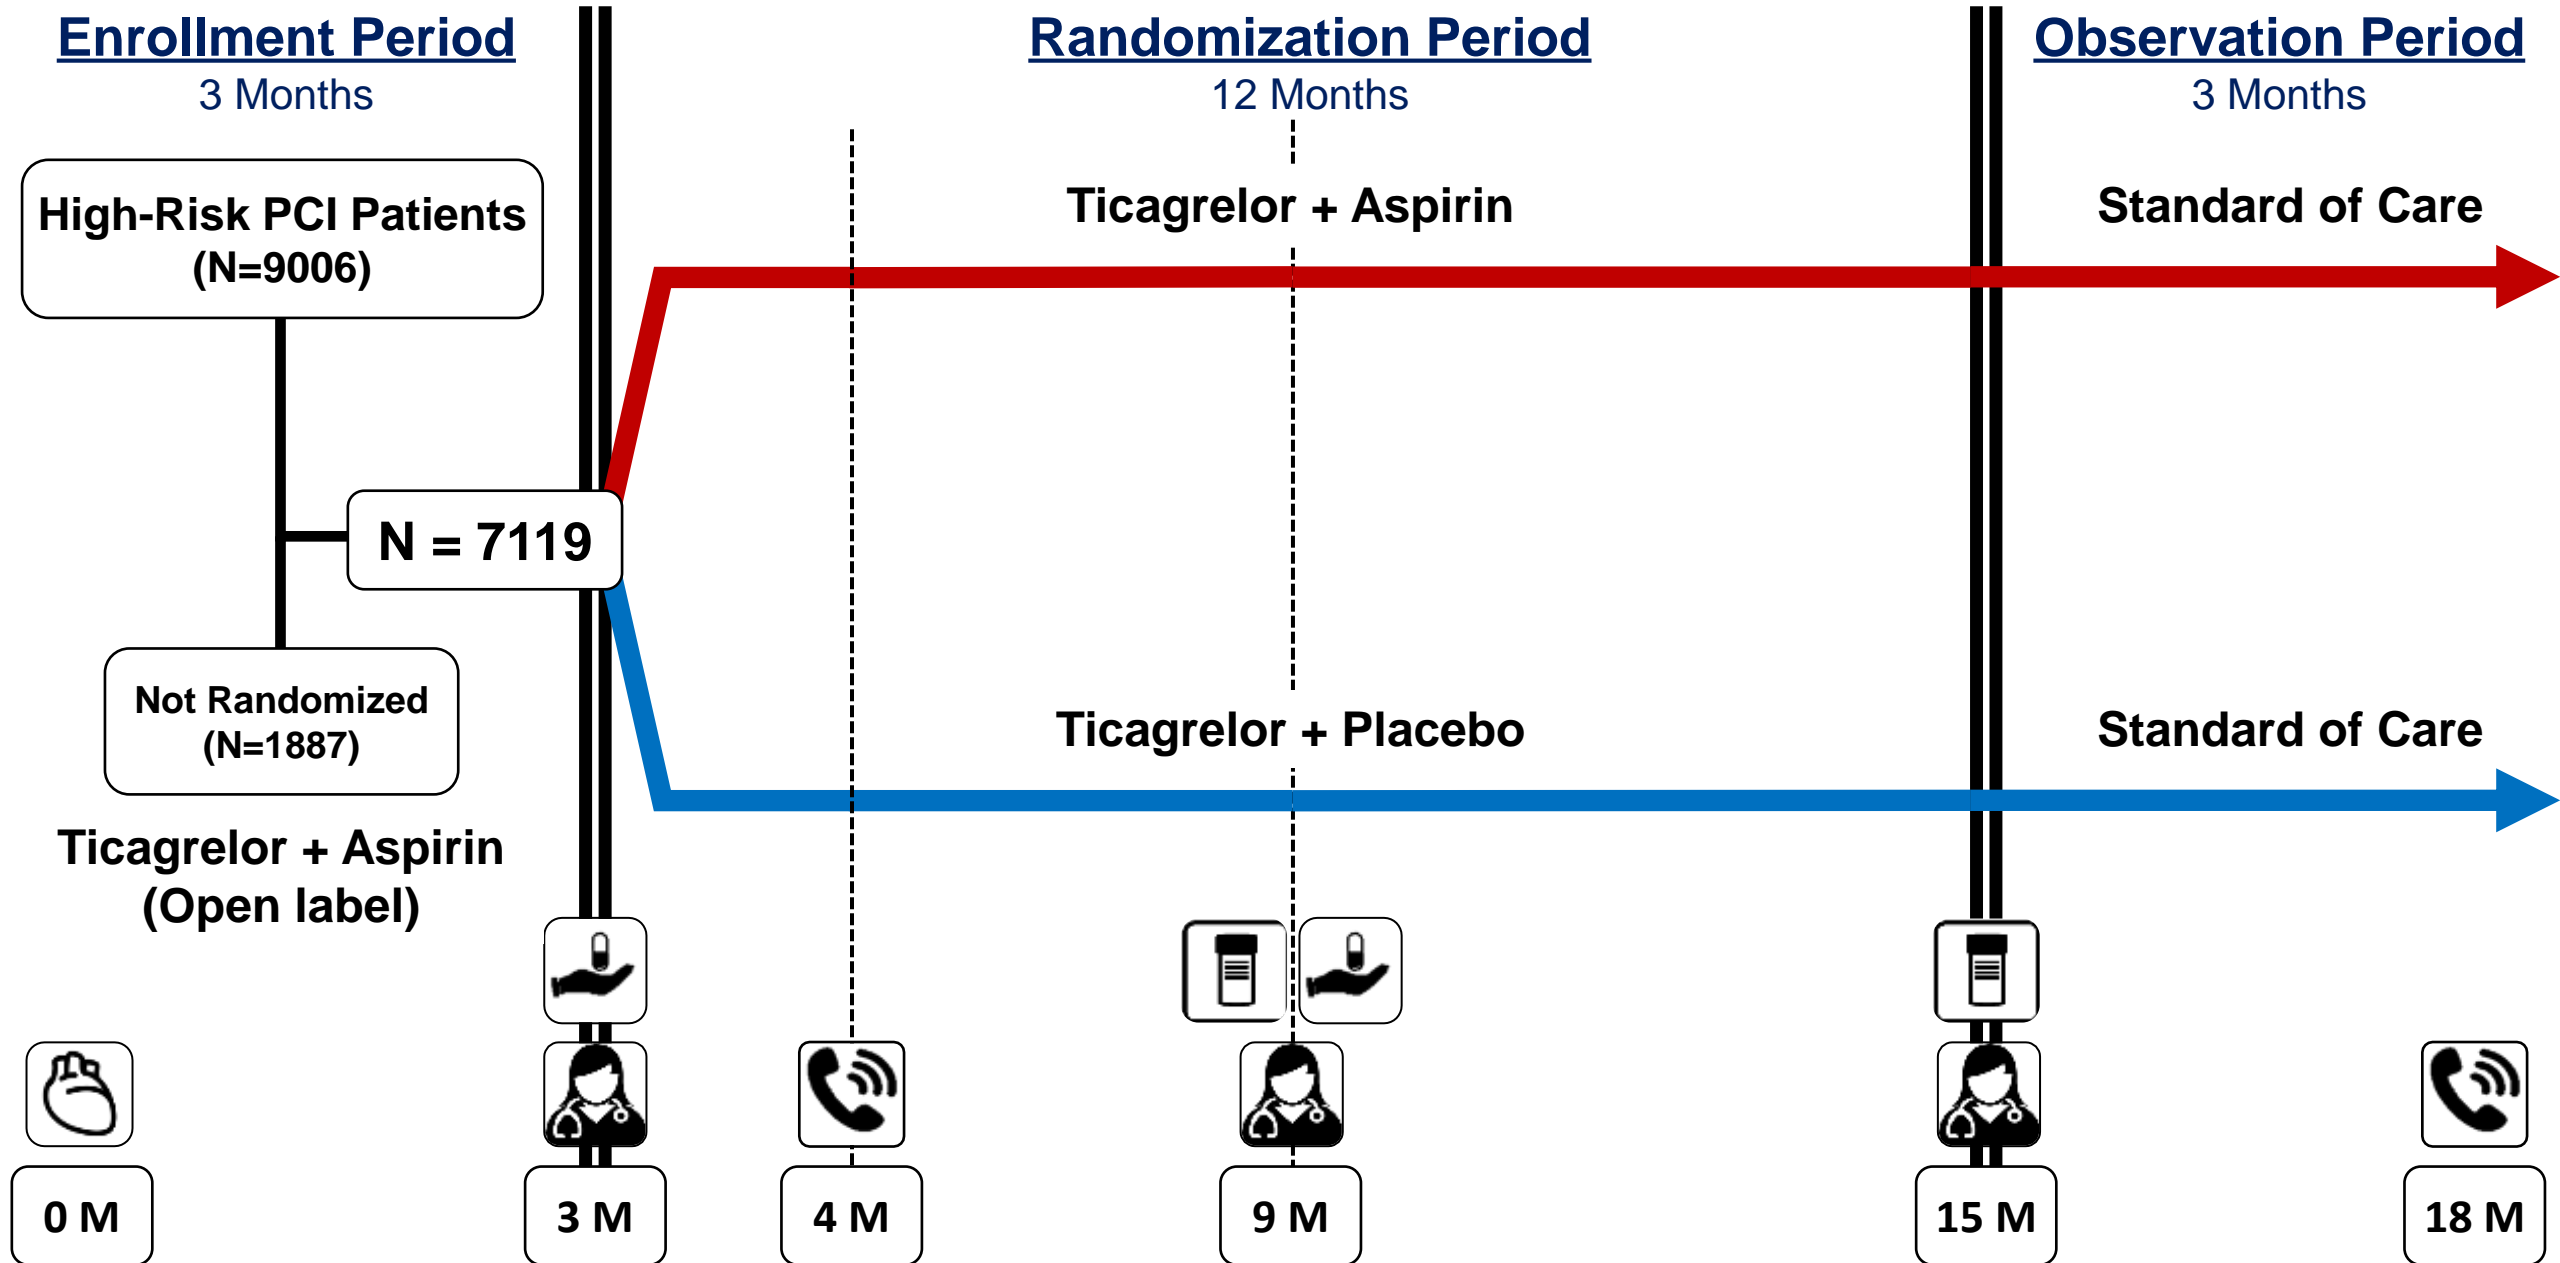 Enrollment Period
3 Months
Randomization Period
12 Months
Observation Period
3 Months
High-Risk PCI Patients
(N=9006)
Ticagrelor + Aspirin
Standard of Care
N = 7119
Not Randomized
(N=1887)
Ticagrelor + Placebo
Standard of Care
Ticagrelor + Aspirin
(Open label)
0 M
3 M
4 M
9 M
15 M
18 M